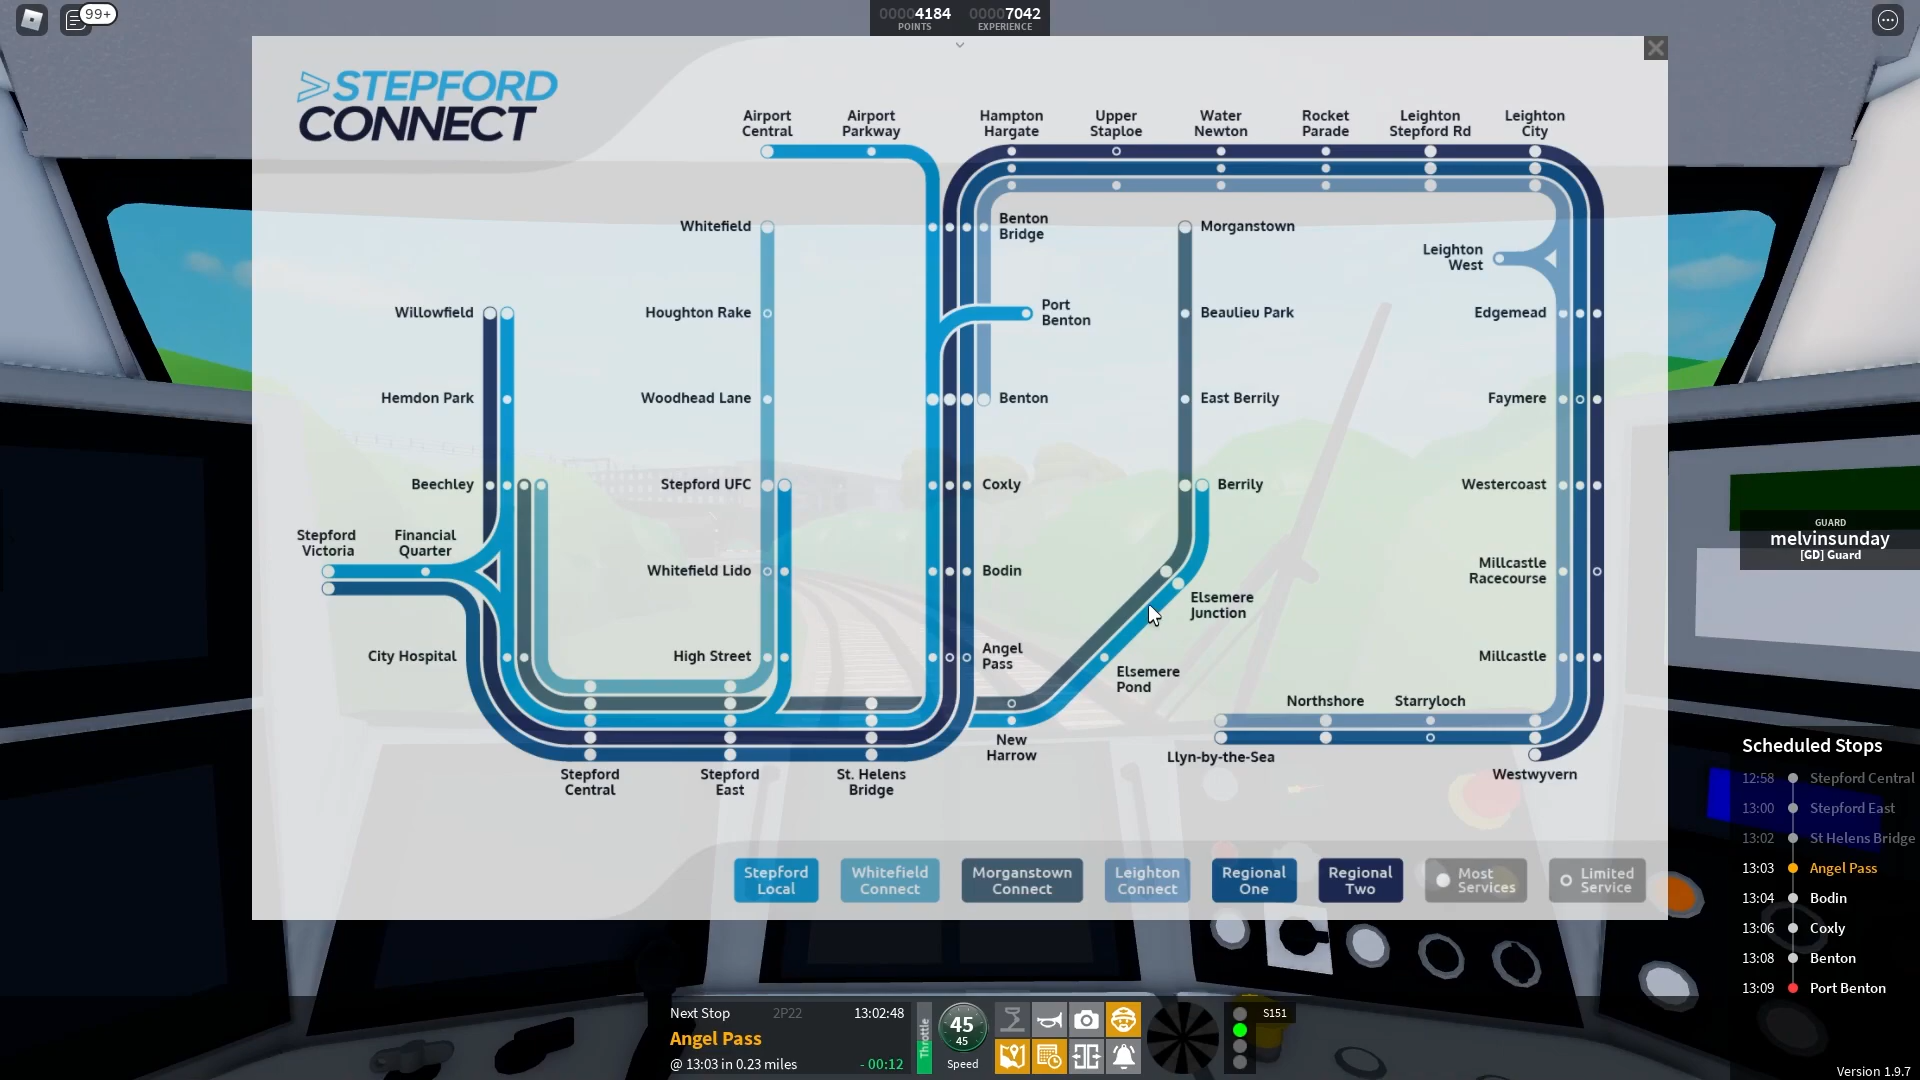 99+
00004184
POINTS
00007042
EXPERIENCE
STEPFORD
CONNECT
Airport
Central
Airport
Parkway
Hampton
Hargate
Upper
Staploe
Water
Newton
Rocket
Parade
Leighton
Stepford Rd
Leighton
City
Whitefield
Benton
Bridge
Morganstown
Leighton
West
Willowfield
Houghton Rake
Port
Benton
Beaulieu Park
Edgemead
Hemdon Park
Woodhead Lane
Benton
East Berrily
Faymere
Beechley
Stepford UFC
Coxly
Berrily
Westercoast
Stepford
Victoria
Financial
Quarter
Whitefield Lido
Bodin
Elsemere
Junction
Millcastle
Racecourse
City Hospital
High Street
Angel
Pass
Elsemere
Pond
Millcastle
Northshore
Starryloch
New
Harrow
Llyn-by-the-Sea
Westwyvern
Stepford
Central
Stepford
East
St. Helens
Bridge
Stepford
Local
Whitefield
Connect
Morganstown
Connect
Leighton
Connect
Regional
One
Regional
Two
Most
Services
Limited
Service
GUARD
melvinsunday
[GD] Guard
Scheduled Stops
12:58 Stepford Central
13:00 Stepford East
13:02 St Helens Bridge
13:03 Angel Pass
13:04 Bodin
13:06 Coxly
13:08 Benton
13:09 Port Benton
Next Stop 2P22 13:02:48
Angel Pass
@ 13:03 in 0.23 miles - 00:12
Throttle
45
45
Speed
S151
Version 1.9.7